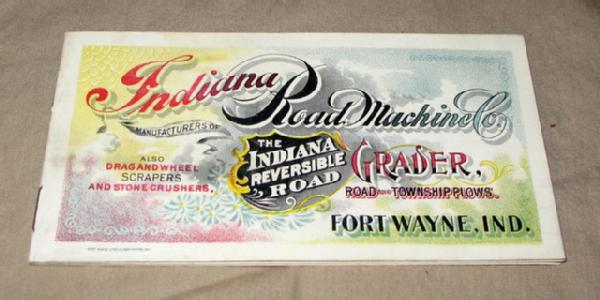 Indiana
Road Machine Co.
MANUFACTURERS OF
THE
INDIANA
REVERSIBLE
ROAD
GRADER,
ROAD AND TOWNSHIP PLOWS.
ALSO
DRAG AND WHEEL
SCRAPERS
AND STONE CRUSHERS.
FORT WAYNE, IND.